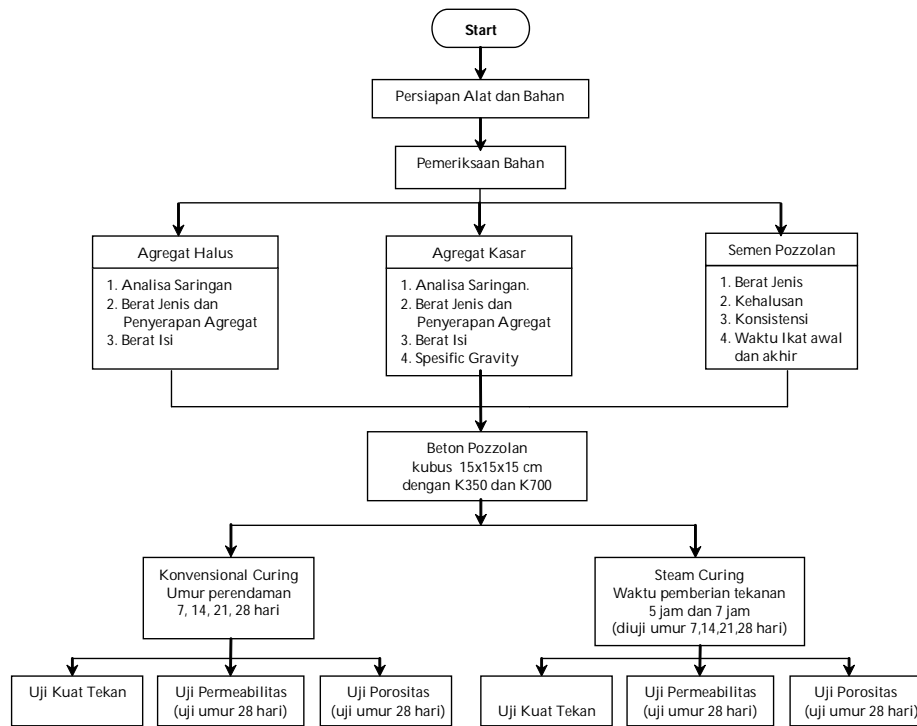 Start
Persiapan Alat dan Bahan
Pemeriksaan Bahan
Agregat Halus
1. Analisa Saringan
2. Berat Jenis dan
Penyerapan Agregat
3. Berat Isi
Agregat Kasar
1. Analisa Saringan.
2. Berat Jenis dan
Penyerapan Agregat
3. Berat Isi
4. Spesific Gravity
Semen Pozzolan
1. Berat Jenis
2. Kehalusan
3. Konsistensi
4. Waktu Ikat awal
dan akhir
Beton Pozzolan
kubus 15x15x15 cm
dengan K350 dan K700
Konvensional Curing
Umur perendaman
7, 14, 21, 28 hari
Steam Curing
Waktu pemberian tekanan
5 jam dan 7 jam
(diuji umur 7,14,21,28 hari)
Uji Kuat Tekan
Uji Permeabilitas
(uji umur 28 hari)
Uji Porositas
(uji umur 28 hari)
Uji Kuat Tekan
Uji Permeabilitas
(uji umur 28 hari)
Uji Porositas
(uji umur 28 hari)